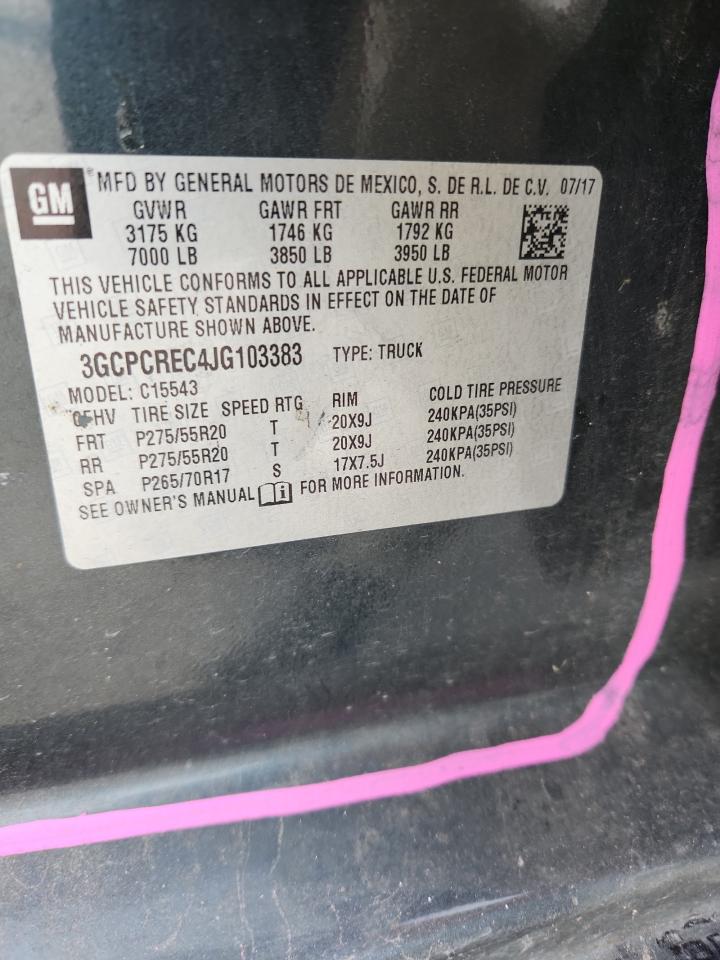 GM ® MFD BY GENERAL MOTORS DE MEXICO, S. DE R.L. DE C.V. 07/17
GVWR GAWR FRT GAWR RR
3175 KG 1746 KG 1792 KG
7000 LB 3850 LB 3950 LB
THIS VEHICLE CONFORMS TO ALL APPLICABLE U.S. FEDERAL MOTOR
VEHICLE SAFETY STANDARDS IN EFFECT ON THE DATE OF
MANUFACTURE SHOWN ABOVE.
3GCPCREC4JG103383 TYPE: TRUCK
MODEL: C15543
TIRE SIZE SPEED RTG RIM COLD TIRE PRESSURE
FRT P275/55R20 T 20X9J 240KPA(35PSI)
RR P275/55R20 T 20X9J 240KPA(35PSI)
SPA P265/70R17 S 17X7.5J 240KPA(35PSI)
SEE OWNER'S MANUAL FOR MORE INFORMATION.